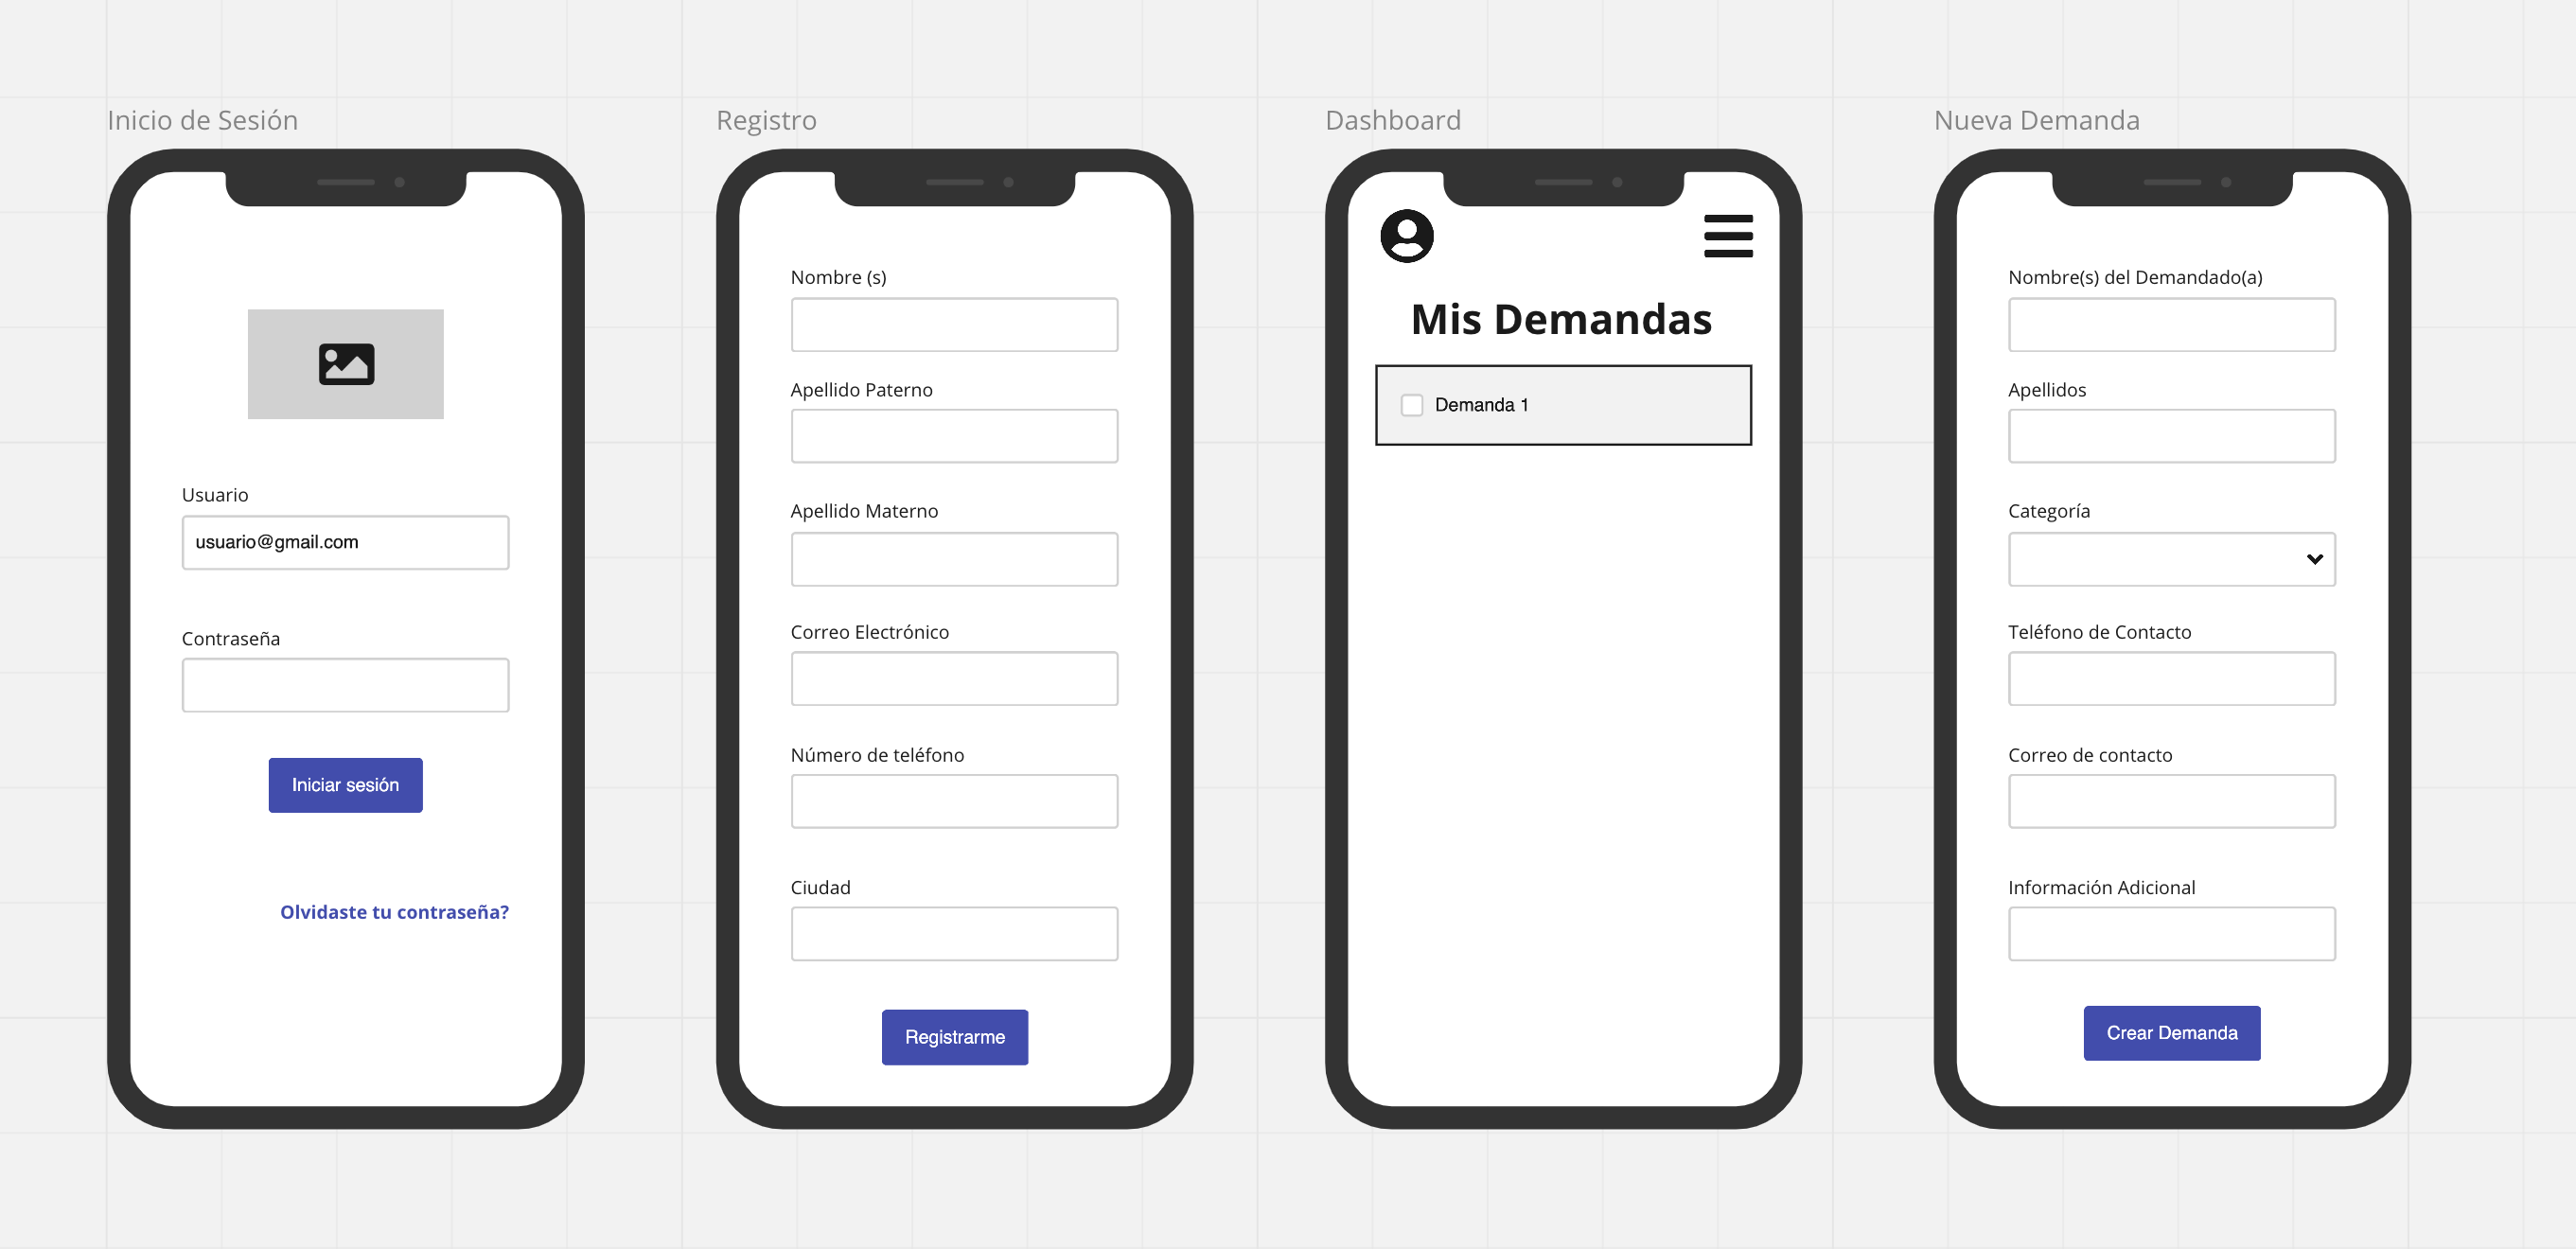 Inicio de Sesión
Usuario
usuario@gmail.com
Contraseña
Iniciar sesión
Olvidaste tu contraseña?
Registro
Nombre (s)
Apellido Paterno
Apellido Materno
Correo Electrónico
Número de teléfono
Ciudad
Registrarme
Dashboard
Mis Demandas
Demanda 1
Nueva Demanda
Nombre(s) del Demandado(a)
Apellidos
Categoría
Teléfono de Contacto
Correo de contacto
Información Adicional
Crear Demanda